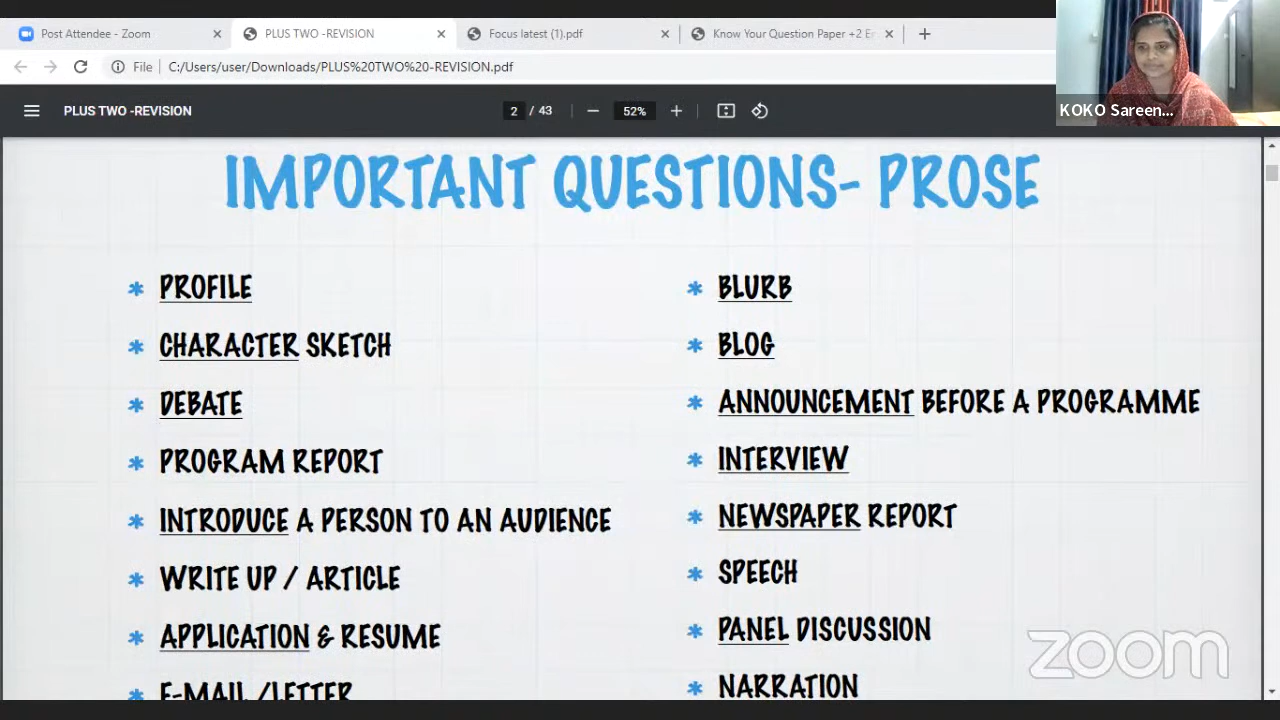 Post Attendee - Zoom
PLUS TWO -REVISION
Focus latest (1).pdf
Know Your Question Paper +2 E
File
C:/Users/user/Downloads/PLUS%20TWO%20-REVISION.pdf
PLUS TWO -REVISION
2 / 43
52%
KOKO Sareen...
IMPORTANT QUESTIONS- PROSE
PROFILE
CHARACTER SKETCH
DEBATE
PROGRAM REPORT
INTRODUCE A PERSON TO AN AUDIENCE
WRITE UP / ARTICLE
APPLICATION & RESUME
E-MAIL /LETTER
BLURB
BLOG
ANNOUNCEMENT BEFORE A PROGRAMME
INTERVIEW
NEWSPAPER REPORT
SPEECH
PANEL DISCUSSION
NARRATION
zoom